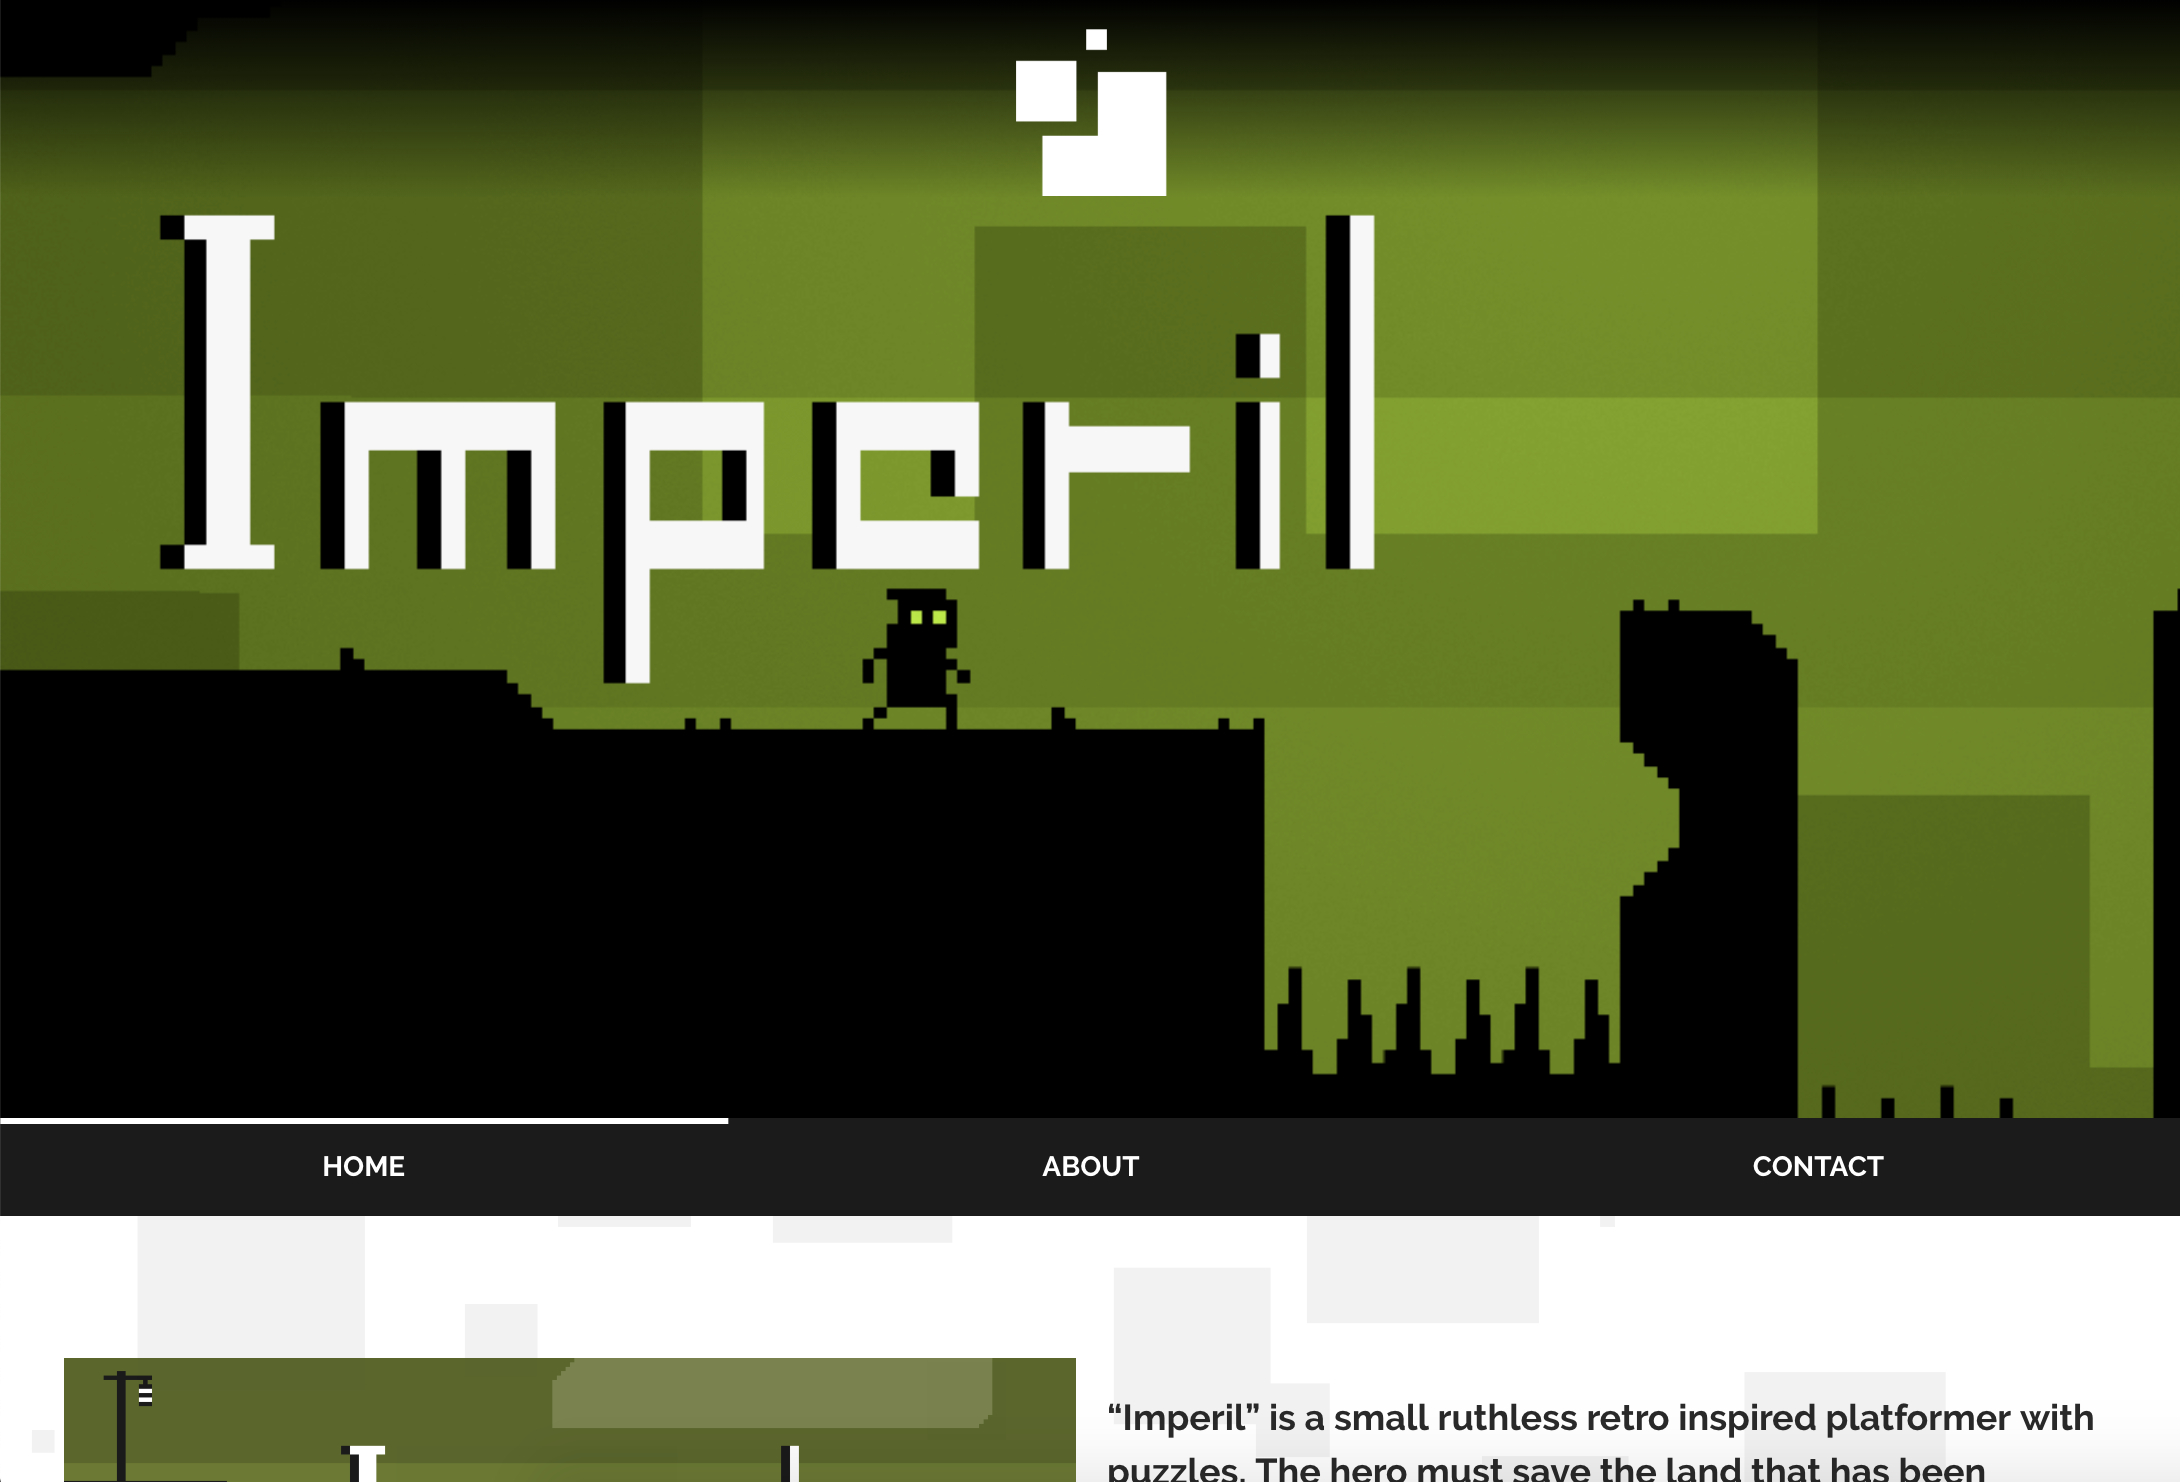 Imperil
HOME
ABOUT
CONTACT
“Imperil” is a small ruthless retro inspired platformer with
puzzles. The hero must save the land that has been